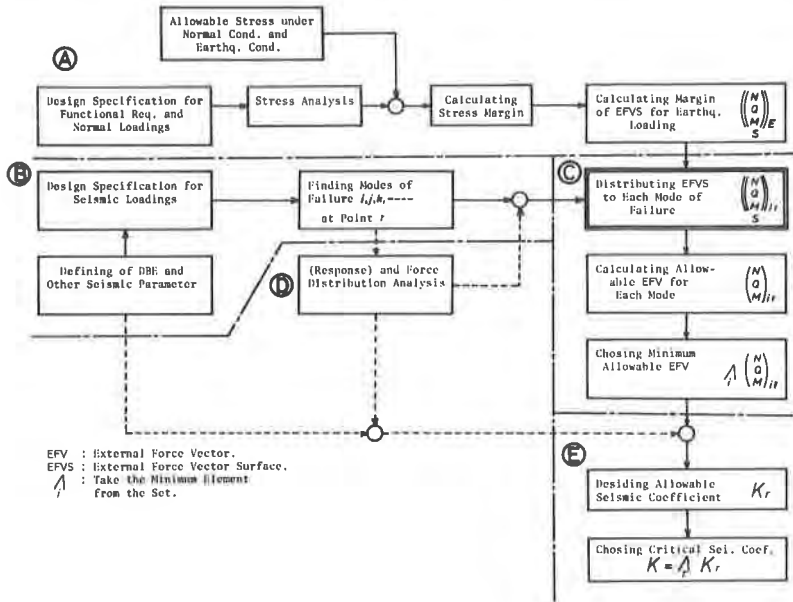 Allowable Stress under
Normal Cond. and
Earthq. Cond.
A
Design Specification for
Functional Req. and
Normal Loadings
Stress Analysis
Calculating
Stress Margin
Calculating Margin
of EFVS for Earthq.
Loading
N
Q
M
S
E
B
Design Specification for
Seismic Loadings
Finding Modes of
Failure i,j,k,----
at Point r
C
Distributing EFVS
to Each Mode of
Failure
N
Q
M
S
ir
Defining of DBE and
Other Seismic Parameter
D
(Response) and Force
Distribution Analysis
Calculating Allow-
able EFV for
Each Mode
N
Q
M
ir
Chosing Minimum
Allowable EFV
Λ
i
N
Q
M
ir
EFV : External Force Vector.
EFVS : External Force Vector Surface.
Λ : Take the Minimum Element
i from the Set.
E
Desiding Allowable
Seismic Coefficient Kr
Chosing Critical Sei. Coef.
K = Λ Kr
r